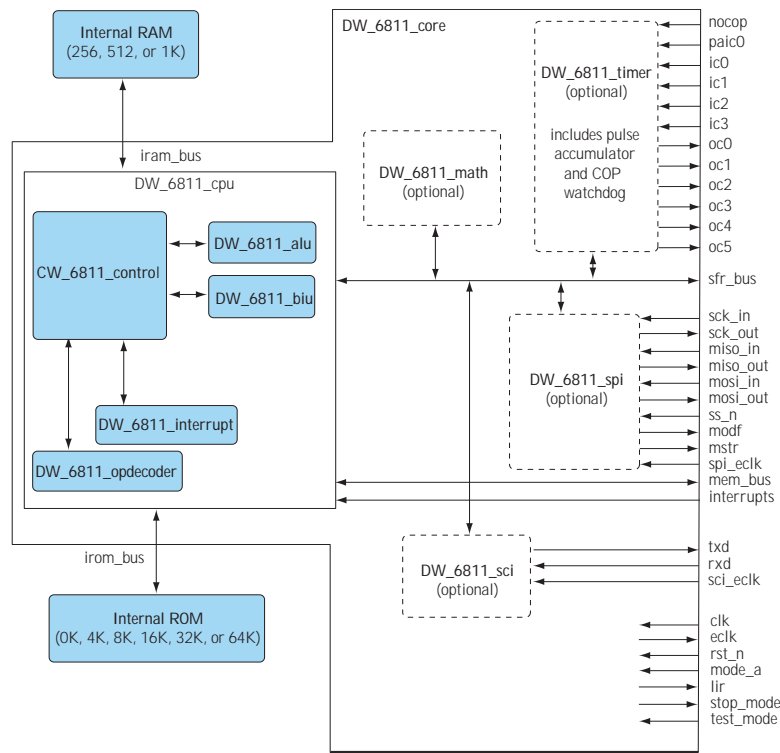 Internal RAM
(256, 512, or 1K)
DW_6811_core
iram_bus
DW_6811_cpu
CW_6811_control
DW_6811_alu
DW_6811_biu
DW_6811_interrupt
DW_6811_opdecoder
irom_bus
Internal ROM
(0K, 4K, 8K, 16K, 32K, or 64K)
DW_6811_math
(optional)
DW_6811_timer
(optional)
includes pulse
accumulator
and COP
watchdog
DW_6811_spi
(optional)
DW_6811_sci
(optional)
nocop
paic0
ic0
ic1
ic2
ic3
oc0
oc1
oc2
oc3
oc4
oc5
sfr_bus
sck_in
sck_out
miso_in
miso_out
mosi_in
mosi_out
ss_n
modf
mstr
spi_eclk
mem_bus
interrupts
txd
rxd
sci_eclk
clk
eclk
rst_n
mode_a
lir
stop_mode
test_mode